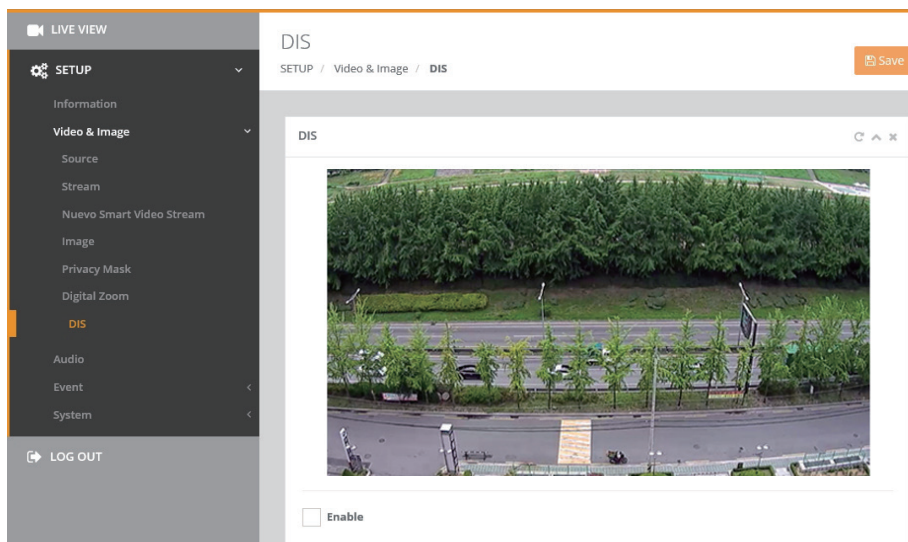 LIVE VIEW
SETUP
Information
Video & Image
Source
Stream
Nuevo Smart Video Stream
Image
Privacy Mask
Digital Zoom
DIS
Audio
Event
System
LOG OUT
DIS
SETUP / Video & Image / DIS
Save
DIS
Enable